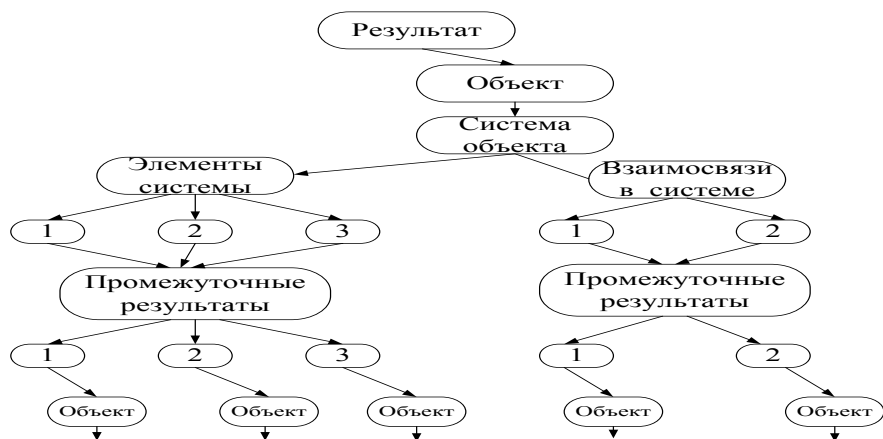 Результат
Объект
Система
объекта
Элементы
системы
Взаимосвязи
в системе
1
2
3
1
2
Промежуточные
результаты
Промежуточные
результаты
1
2
3
1
2
Объект
Объект
Объект
Объект
Объект